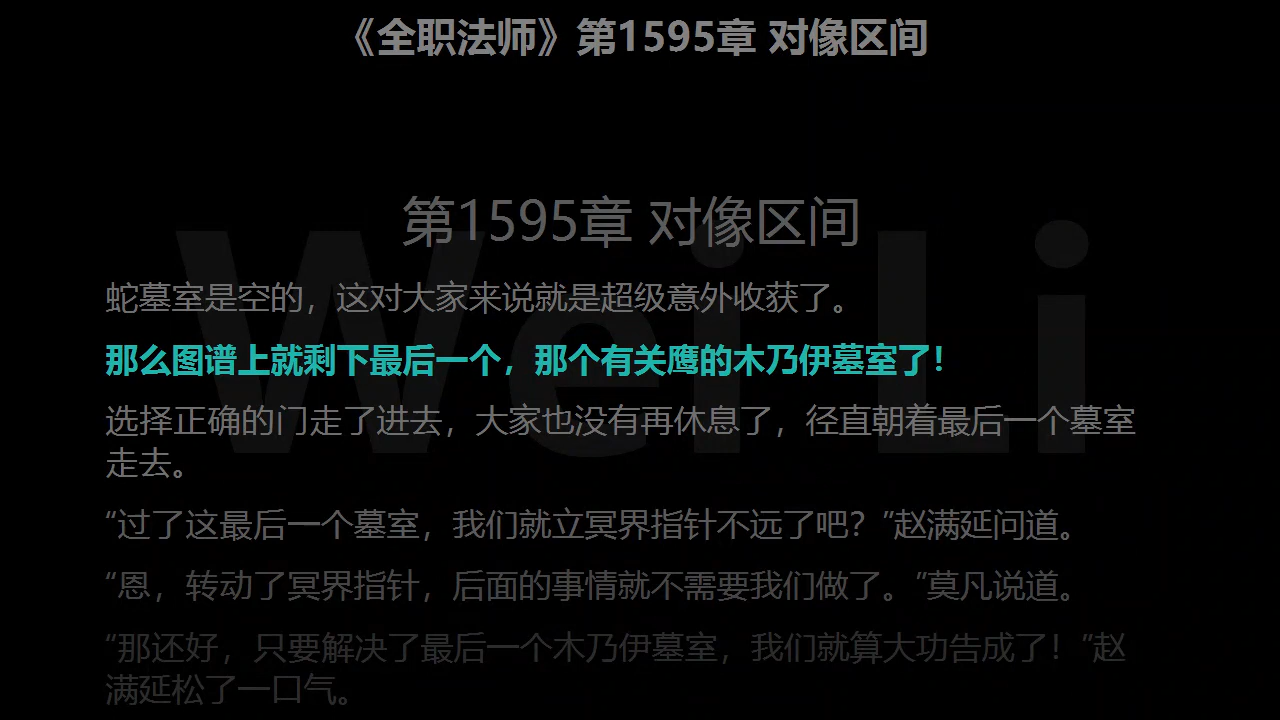 《全职法师》第1595章 对像区间
第1595章 对像区间
Wei Li
蛇墓室是空的，这对大家来说就是超级意外收获了。
那么图谱上就剩下最后一个，那个有关鹰的木乃伊墓室了！
选择正确的门走了进去，大家也没有再休息了，径直朝着最后一个墓室
走去。
“过了这最后一个墓室，我们就立冥界指针不远了吧？”赵满延问道。
“恩，转动了冥界指针，后面的事情就不需要我们做了。”莫凡说道。
“那还好，只要解决了最后一个木乃伊墓室，我们就算大功告成了！”赵
满延松了一口气。